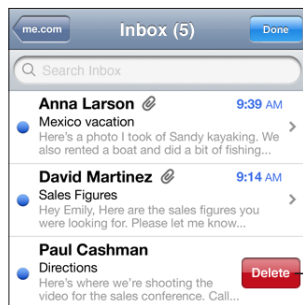 me.com
Inbox (5)
Done
Search Inbox
Anna Larson 9:39 AM
Mexico vacation
Here's a photo I took of Sandy kayaking. We
also rented a boat and did a bit of fishing...
David Martinez 9:14 AM
Sales Figures
Hey Emily, Here are the sales figures you
were looking for. Please let me know...
Paul Cashman
Directions
Here's where we're shooting the
video for the sales conference. Call...
Delete